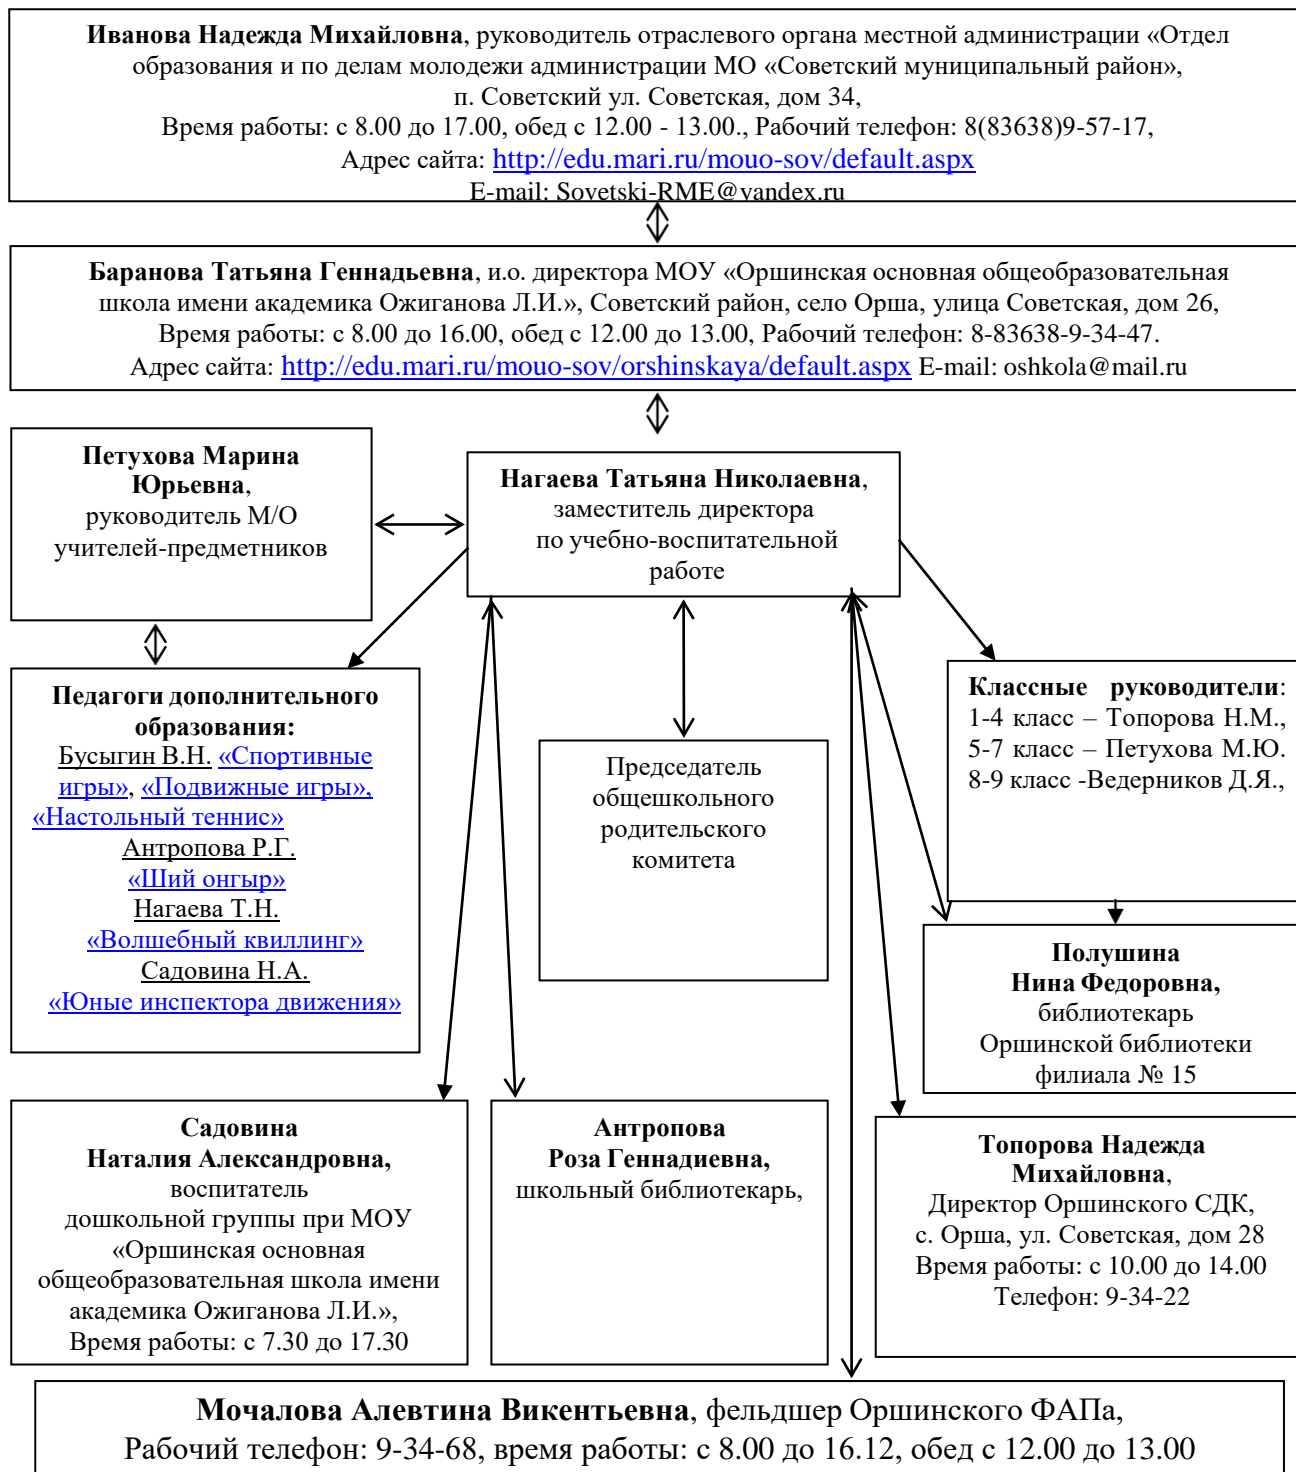 Иванова Надежда Михайловна, руководитель отраслевого органа местной администрации «Отдел
образования и по делам молодежи администрации МО «Советский муниципальный район»,
п. Советский ул. Советская, дом 34,
Время работы: с 8.00 до 17.00, обед с 12.00 - 13.00., Рабочий телефон: 8(83638)9-57-17,
Адрес сайта: http://edu.mari.ru/mouo-sov/default.aspx
E-mail: Sovetski-RME@yandex.ru
Баранова Татьяна Геннадьевна, и.о. директора МОУ «Оршинская основная общеобразовательная
школа имени академика Ожиганова Л.И.», Советский район, село Орша, улица Советская, дом 26,
Время работы: с 8.00 до 16.00, обед с 12.00 до 13.00, Рабочий телефон: 8-83638-9-34-47.
Адрес сайта: http://edu.mari.ru/mouo-sov/orshinskaya/default.aspx E-mail: oshkola@mail.ru
Петухова Марина
Юрьевна,
руководитель М/О
учителей-предметников
Нагаева Татьяна Николаевна,
заместитель директора
по учебно-воспитательной
работе
Педагоги дополнительного
образования:
Бусыгин В.Н. «Спортивные
игры», «Подвижные игры»,
«Настольный теннис»
Антропова Р.Г.
«Ший онгыр»
Нагаева Т.Н.
«Волшебный квиллинг»
Садовина Н.А.
«Юные инспектора движения»
Председатель
общешкольного
родительского
комитета
Классные руководители:
1-4 класс – Топорова Н.М.,
5-7 класс – Петухова М.Ю.
8-9 класс -Ведерников Д.Я.,
Полушина
Нина Федоровна,
библиотекарь
Оршинской библиотеки
филиала № 15
Садовина
Наталия Александровна,
воспитатель
дошкольной группы при МОУ
«Оршинская основная
общеобразовательная школа имени
академика Ожиганова Л.И.»,
Время работы: с 7.30 до 17.30
Антропова
Роза Геннадиевна,
школьный библиотекарь,
Топорова Надежда
Михайловна,
Директор Оршинского СДК,
с. Орша, ул. Советская, дом 28
Время работы: с 10.00 до 14.00
Телефон: 9-34-22
Мочалова Алевтина Викентьевна, фельдшер Оршинского ФАПа,
Рабочий телефон: 9-34-68, время работы: с 8.00 до 16.12, обед с 12.00 до 13.00